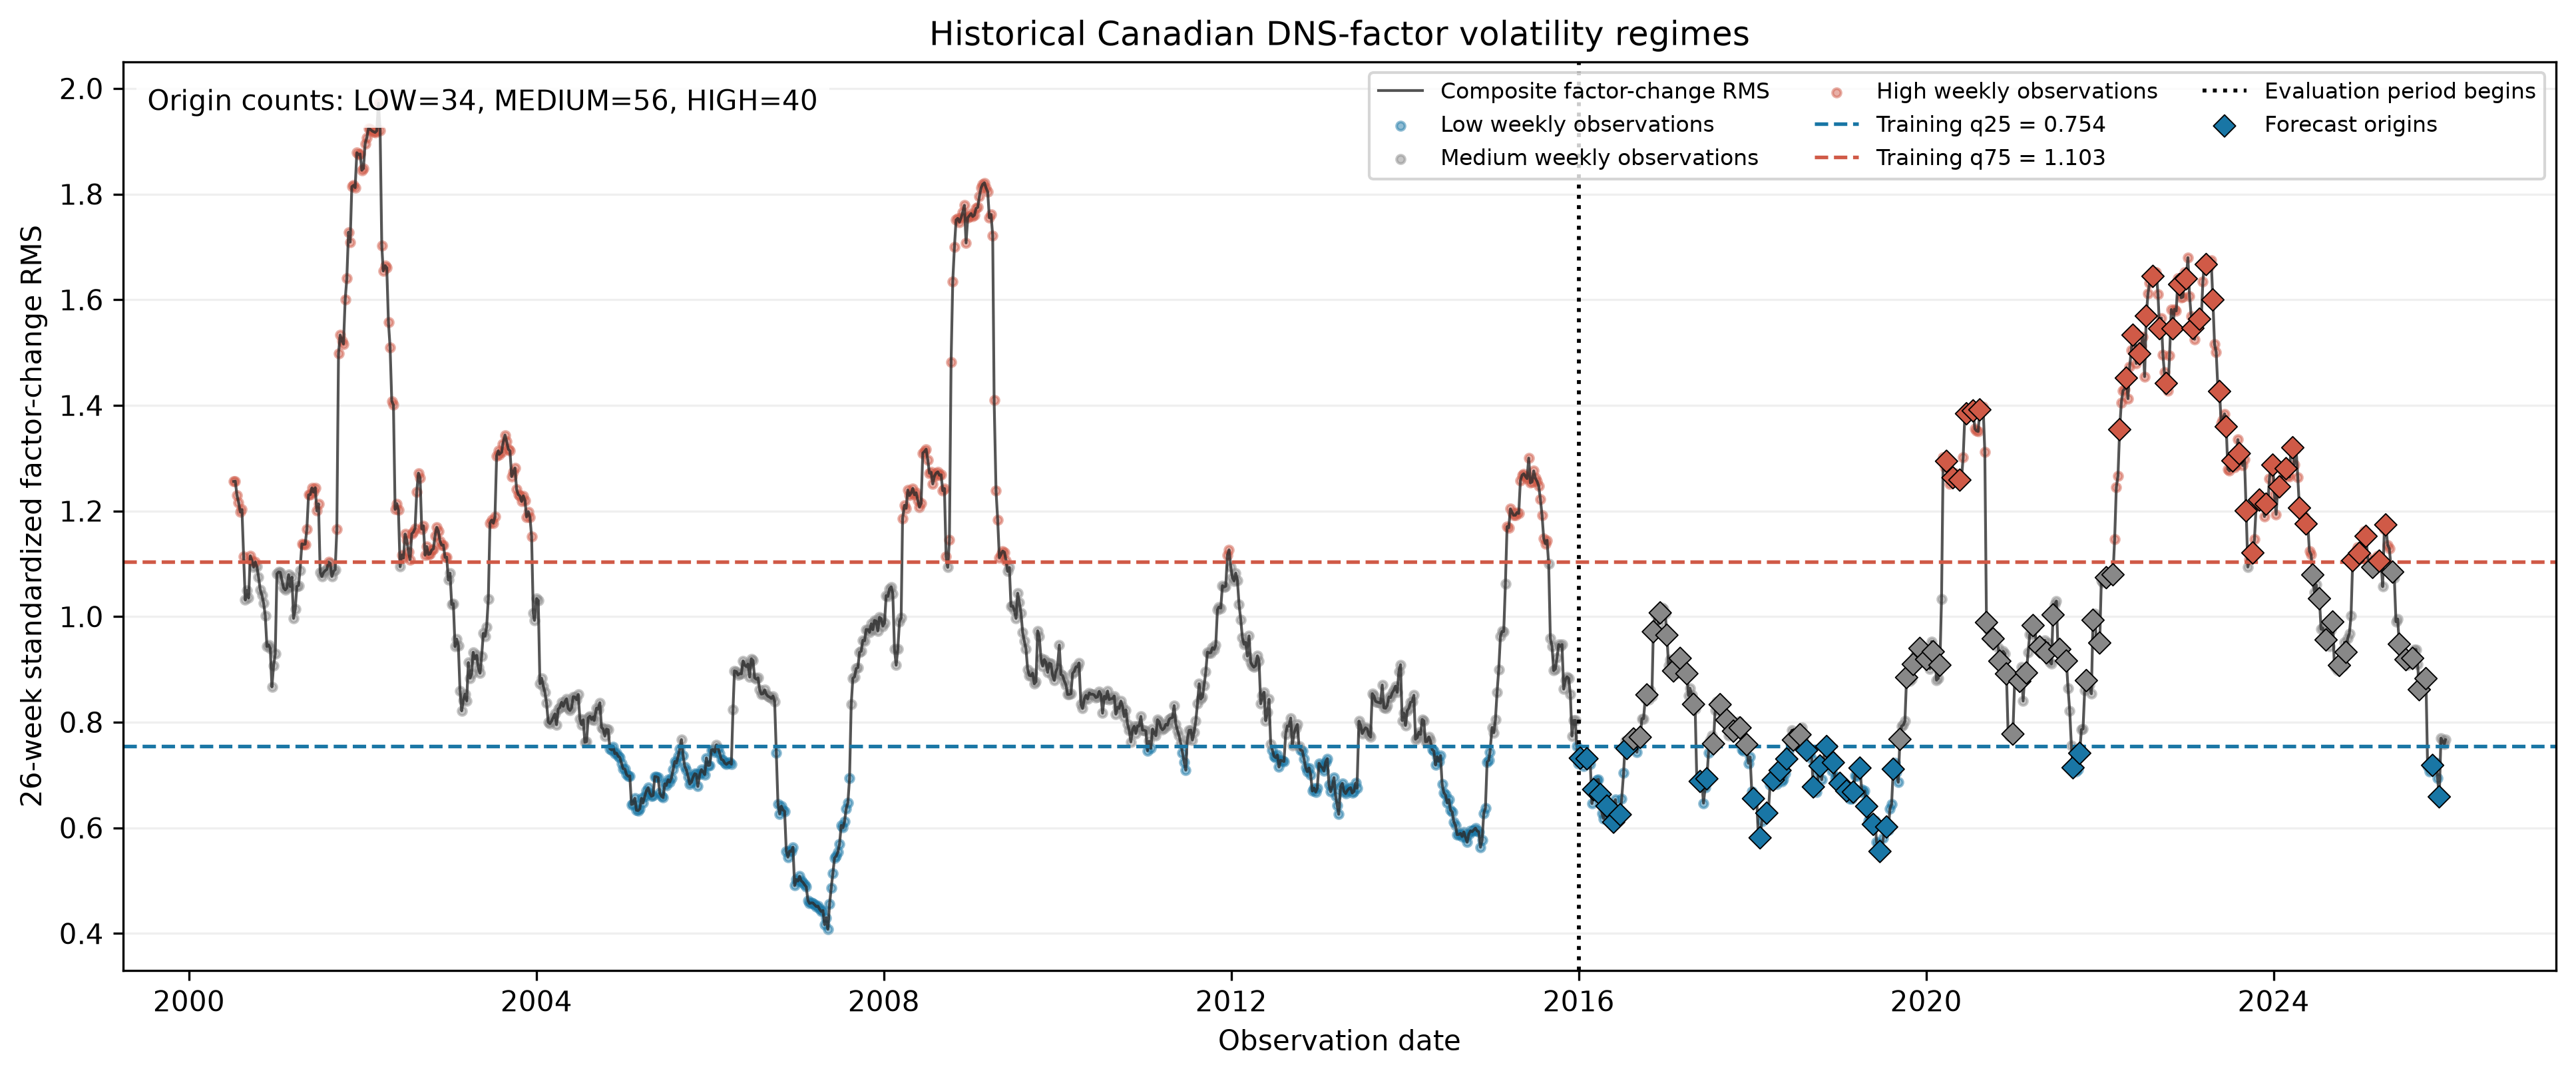 Historical Canadian DNS-factor volatility regimes
Origin counts: LOW=34, MEDIUM=56, HIGH=40
Composite factor-change RMS
Low weekly observations
Medium weekly observations
High weekly observations
Training q25 = 0.754
Training q75 = 1.103
Evaluation period begins
Forecast origins
26-week standardized factor-change RMS
2.0
1.8
1.6
1.4
1.2
1.0
0.8
0.6
0.4
2000 2004 2008 2012 2016 2020 2024
Observation date